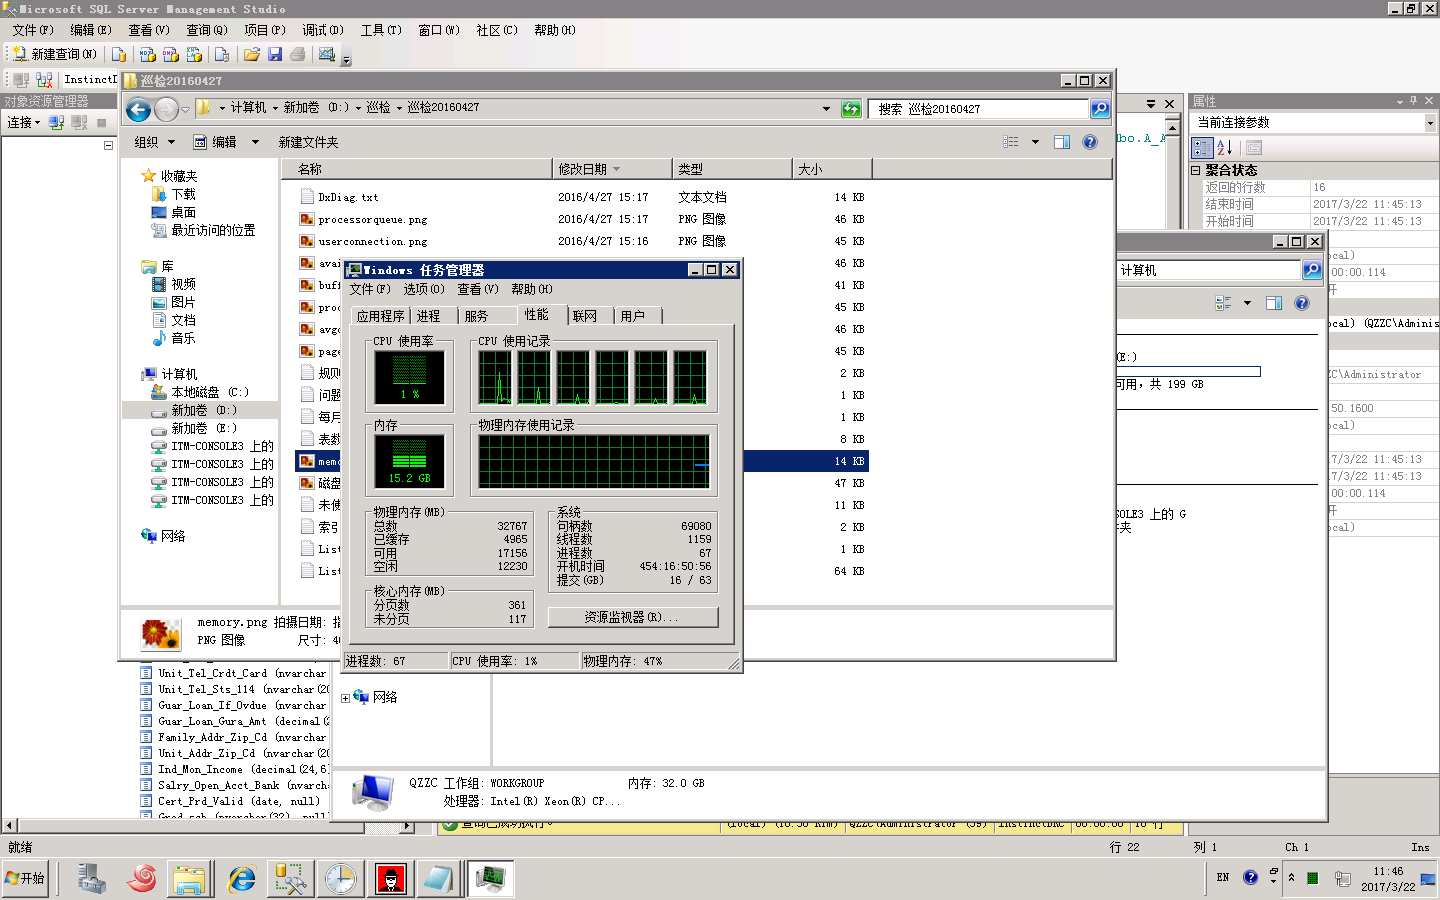 Microsoft SQL Server Management Studio
文件(F) 编辑(E) 查看(V) 查询(Q) 项目(P) 调试(D) 工具(T) 窗口(W) 社区(C) 帮助(H)
新建查询(N)
InstinctD
巡检20160427
对象资源管理器
连接
计算机 新加卷 (D:) 巡检 巡检20160427
搜索 巡检20160427
组织 编辑 新建文件夹
名称 修改日期 类型 大小
收藏夹
下载
桌面
最近访问的位置
库
视频
图片
文档
音乐
计算机
本地磁盘 (C:)
新加卷 (D:)
新加卷 (E:)
ITM-CONSOLE3 上的
ITM-CONSOLE3 上的
ITM-CONSOLE3 上的
ITM-CONSOLE3 上的
网络
DxDiag.txt 2016/4/27 15:17 文本文档 14 KB
processorqueue.png 2016/4/27 15:17 PNG 图像 46 KB
userconnection.png 2016/4/27 15:16 PNG 图像 45 KB
avai 46 KB
buff 41 KB
proc 45 KB
avgc 46 KB
page 45 KB
规则 2 KB
问题 1 KB
每月 1 KB
表数 8 KB
memo 14 KB
磁盘 47 KB
未使 11 KB
索引 2 KB
List 1 KB
List 64 KB
memory.png 拍摄日期:
PNG 图像 尺寸:
Windows 任务管理器
文件(F) 选项(O) 查看(V) 帮助(H)
应用程序 进程 服务 性能 联网 用户
CPU 使用率 CPU 使用记录
1 %
内存 物理内存使用记录
15.2 GB
物理内存(MB)
总数 32767
已缓存 4965
可用 17156
空闲 12230
核心内存(MB)
分页数 361
未分页 117
系统
句柄数 69080
线程数 1159
进程数 67
开机时间 454:16:50:56
提交(GB) 16 / 63
资源监视器(R)...
进程数: 67 CPU 使用率: 1% 物理内存: 47%
bo.A_A
属性
当前连接参数
聚合状态
返回的行数 16
结束时间 2017/3/22 11:45:13
开始时间 2017/3/22 11:45:13
cal)
00:00.114
开
cal) (QZZC\Adminis
ZC\Administrator
50.1600
cal)
17/3/22 11:45:13
17/3/22 11:45:13
00:00.114
开
cal)
计算机
(E:)
可用，共 199 GB
SOLE3 上的 G
件夹
网络
QZZC 工作组: WORKGROUP 内存: 32.0 GB
处理器: Intel(R) Xeon(R) CP...
Unit_Tel_Crdt_Card (nvarchar
Unit_Tel_Sts_114 (nvarchar(20
Guar_Loan_If_Ovdue (nvarchar
Guar_Loan_Gura_Amt (decimal(2
Family_Addr_Zip_Cd (nvarchar
Unit_Addr_Zip_Cd (nvarchar(20
Ind_Mon_Income (decimal(24,6)
Salry_Open_Acct_Bank (nvarch
Cert_Prd_Valid (date, null)
查询已成功执行。 (local) (10.50 RTM) QZZC\Administrator (59) InstinctDRC 00:00:00 16 行
就绪 行 22 列 1 Ch 1 Ins
开始
EN
11:46
2017/3/22